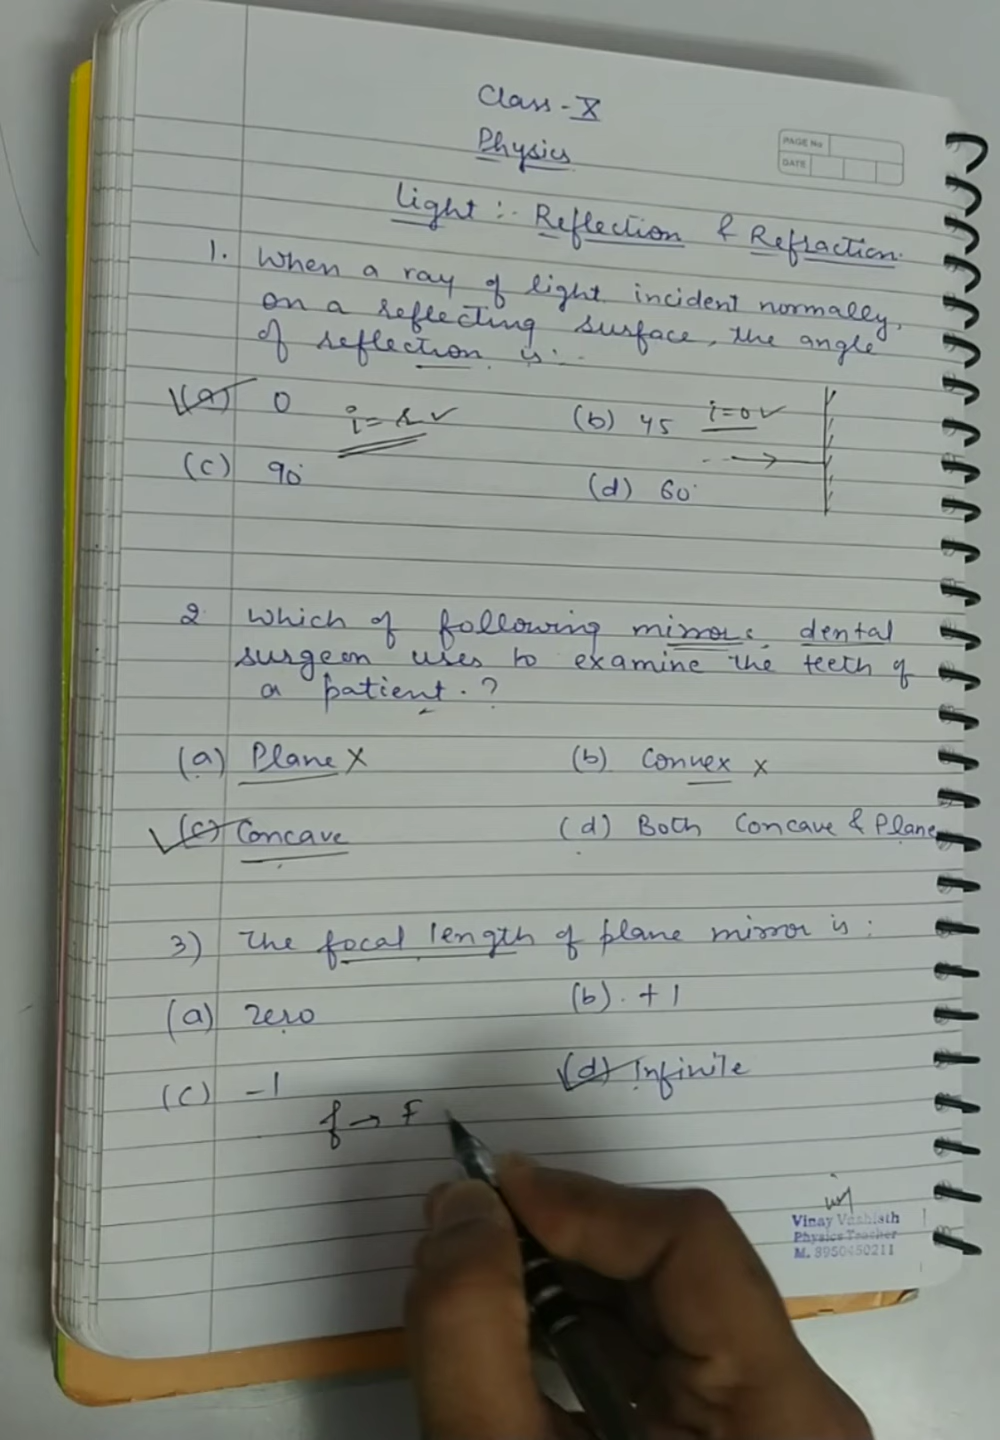 Class - X
Physics
PAGE No
DATE
Light :- Reflection & Refraction.
1. When a ray of light incident normally,
on a reflecting surface, the angle
of reflection is :-
(a) 0 i = r (b) 45 i = 0
(c) 90° (d) 60°
2. Which of following mirrors dental
surgeon uses to examine the teeth of
a patient. ?
(a) Plane X (b) Convex X
(c) Concave (d) Both Concave & Plane
3) The focal length of plane mirror is :
(a) Zero (b). +1
(c) -1 (d) Infinite
f → F
Vinay Vashisth
Physics Teacher
M. 8950450211